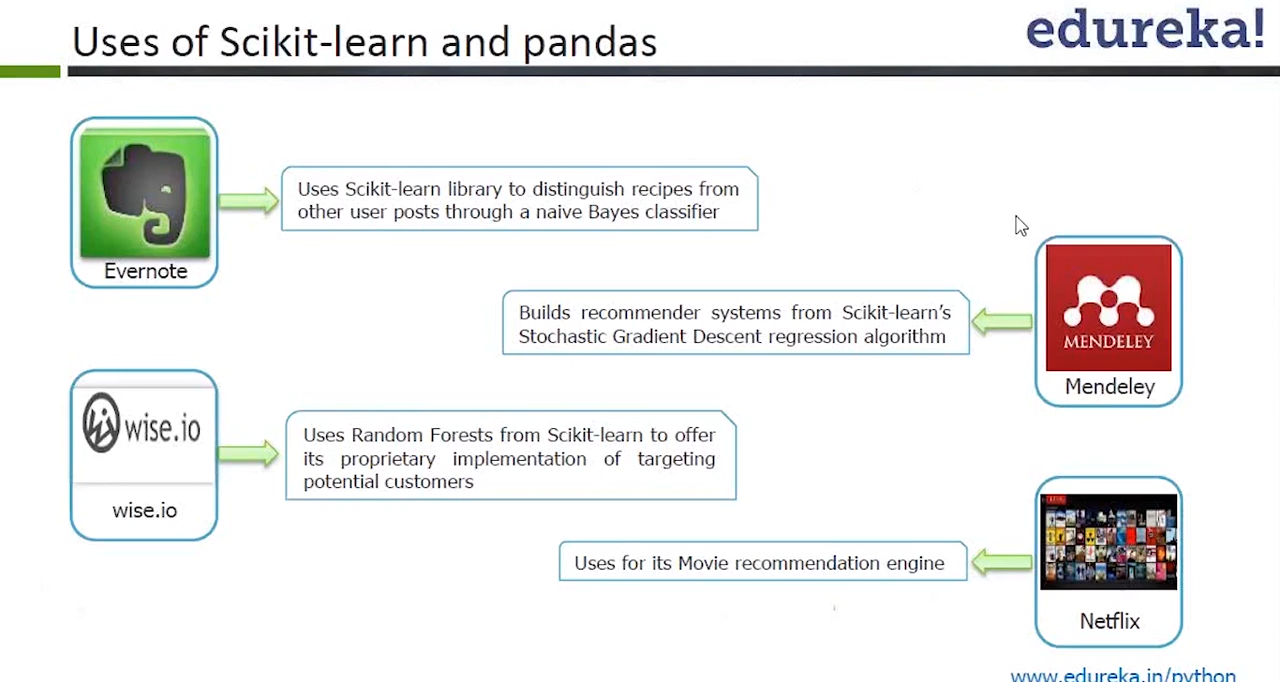 Uses of Scikit-learn and pandas
edureka!
Uses Scikit-learn library to distinguish recipes from
other user posts through a naive Bayes classifier
Evernote
Builds recommender systems from Scikit-learn's
Stochastic Gradient Descent regression algorithm
MENDELEY
Mendeley
wise.io
Uses Random Forests from Scikit-learn to offer
its proprietary implementation of targeting
potential customers
wise.io
Uses for its Movie recommendation engine
Netflix
www.edureka.in/python